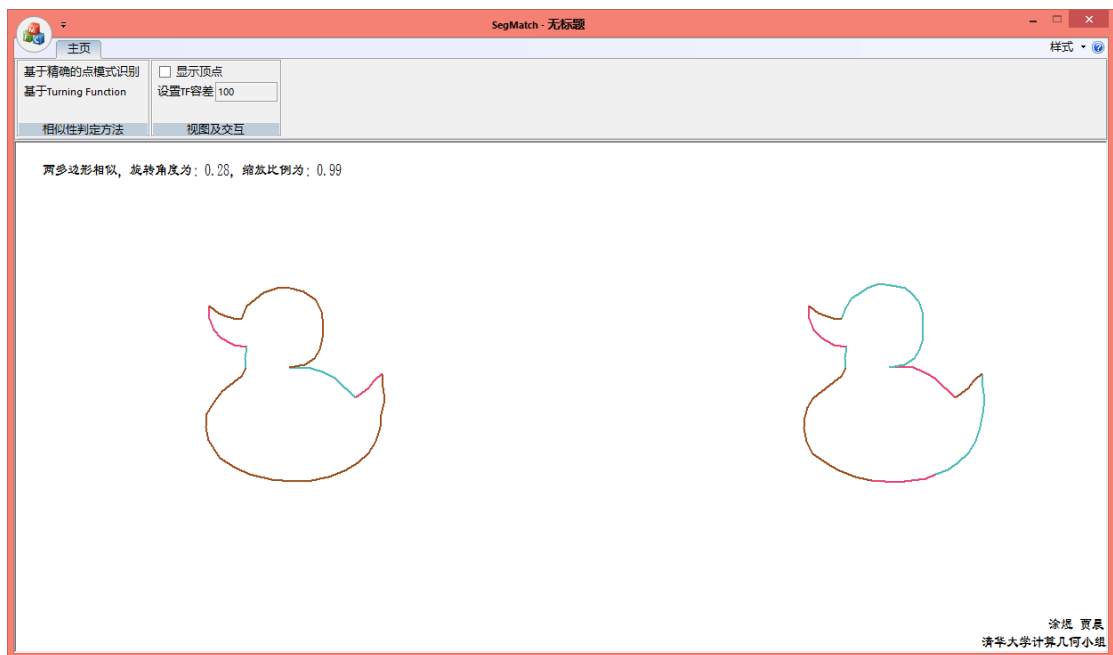 SegMatch - 无标题
主页
样式
基于精确的点模式识别
显示顶点
基于Turning Function
设置TF容差 100
相似性判定方法
视图及交互
两多边形相似, 旋转角度为: 0.28, 缩放比例为: 0.99
涂珽 贾晨
清华大学计算几何小组